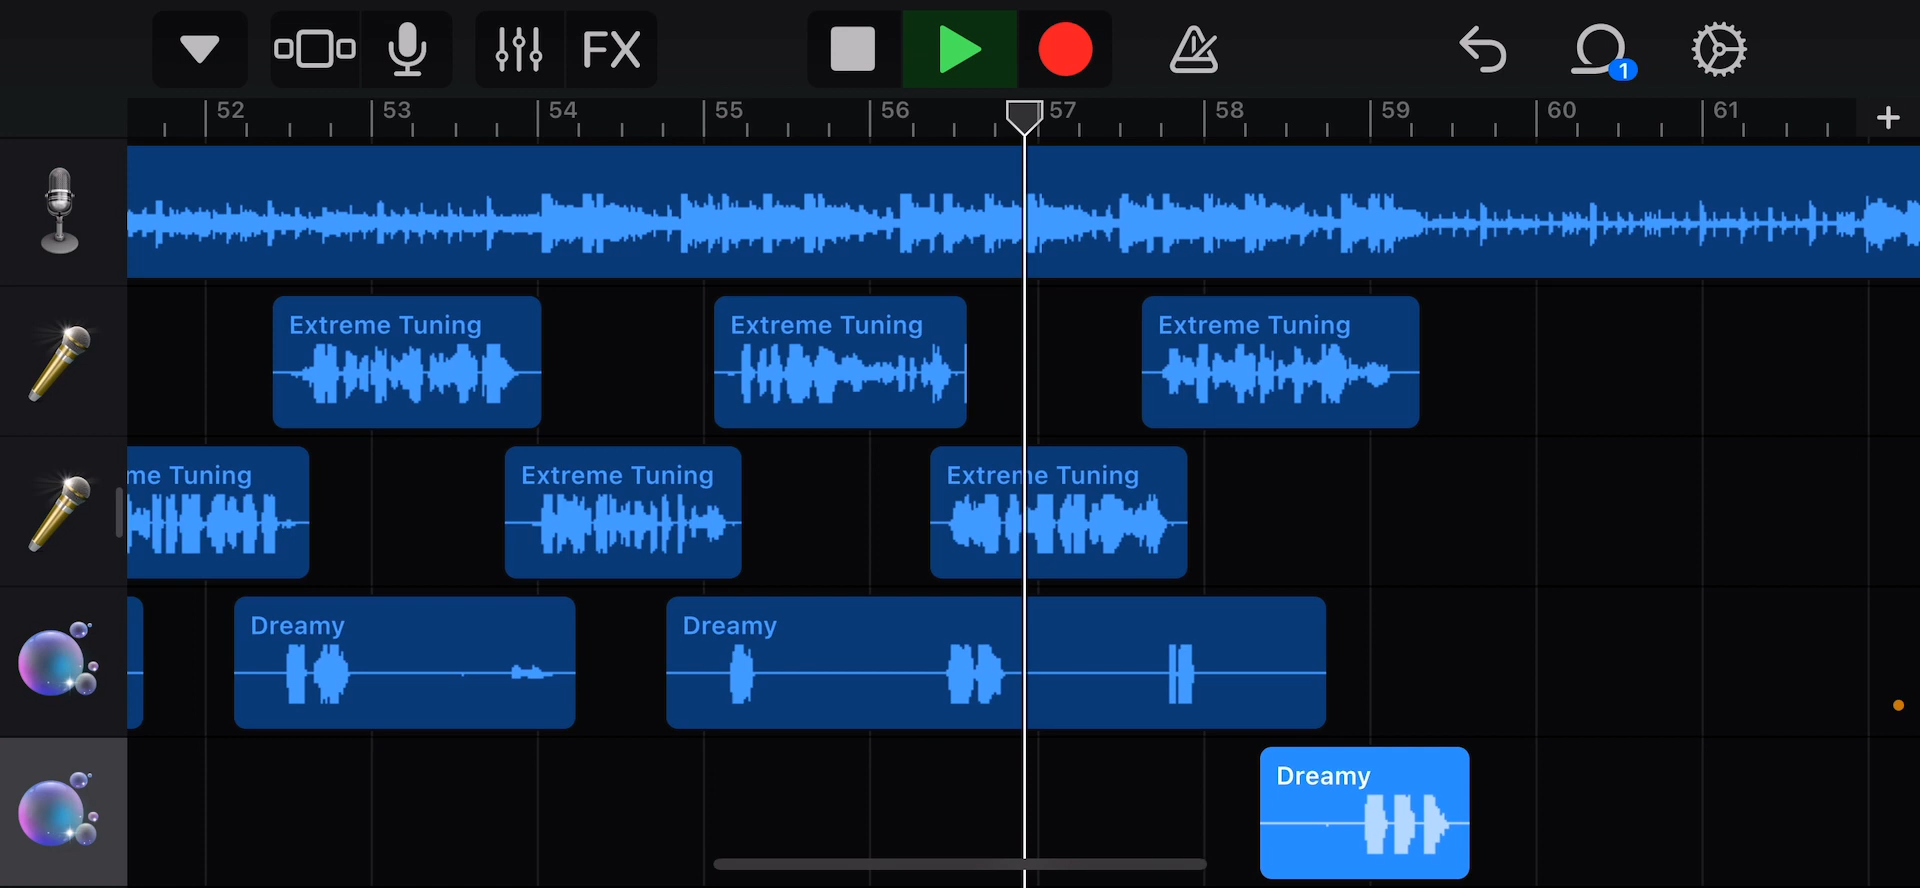 FX
1
52 53 54 55 56 57 58 59 60 61
Extreme Tuning Extreme Tuning Extreme Tuning
me Tuning Extreme Tuning Extreme Tuning
Dreamy Dreamy
Dreamy